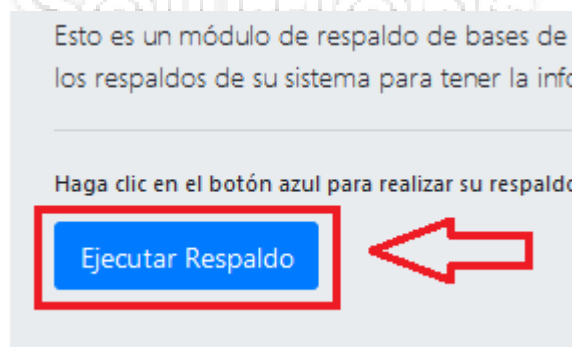 Esto es un módulo de respaldo de bases de
los respaldos de su sistema para tener la
Haga clic en el botón azul para realizar su respaldo
Ejecutar Respaldo